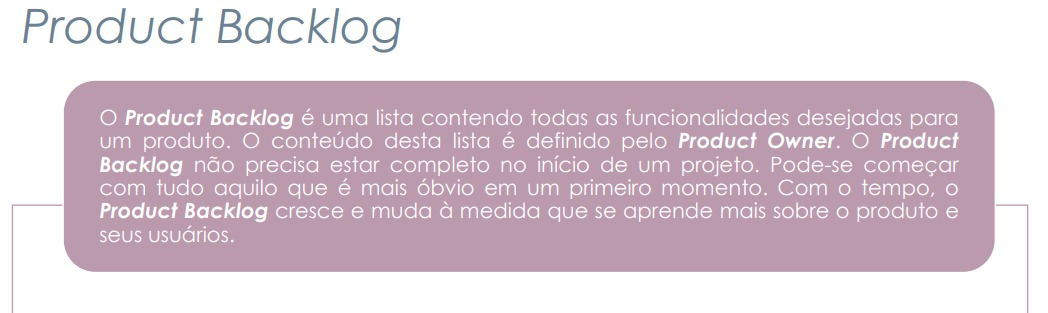 Product Backlog
O Product Backlog é uma lista contendo todas as funcionalidades desejadas para
um produto. O conteúdo desta lista é definido pelo Product Owner. O Product
Backlog não precisa estar completo no início de um projeto. Pode-se começar
com tudo aquilo que é mais óbvio em um primeiro momento. Com o tempo, o
Product Backlog cresce e muda à medida que se aprende mais sobre o produto e
seus usuários.